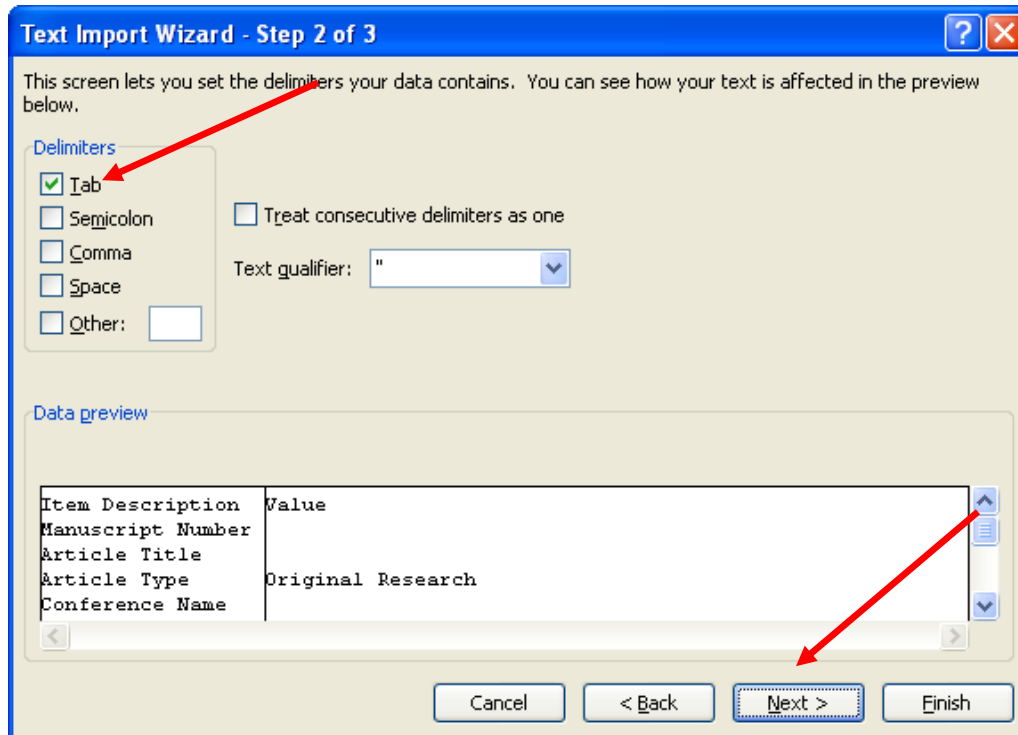 Text Import Wizard - Step 2 of 3
?
This screen lets you set the delimiters your data contains.  You can see how your text is affected in the preview
below.
Delimiters
Tab
Semicolon
Comma
Space
Other:
Treat consecutive delimiters as one
Text qualifier: "
Data preview
Item Description Value
Manuscript Number
Article Title
Article Type Original Research
Conference Name
Cancel < Back Next > Finish